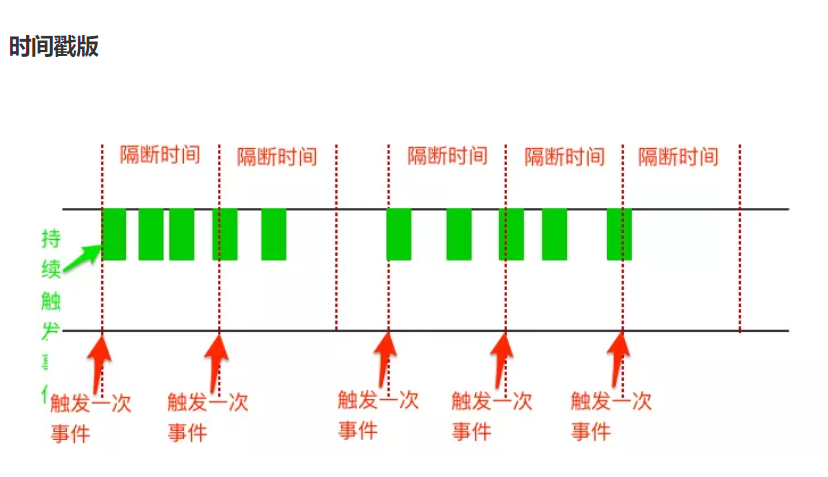 时间戳版
隔断时间 隔断时间 隔断时间 隔断时间 隔断时间
持
续
触
发
事
件
触发一次
事件
触发一次
事件
触发一次
事件
触发一次
事件
触发一次
事件